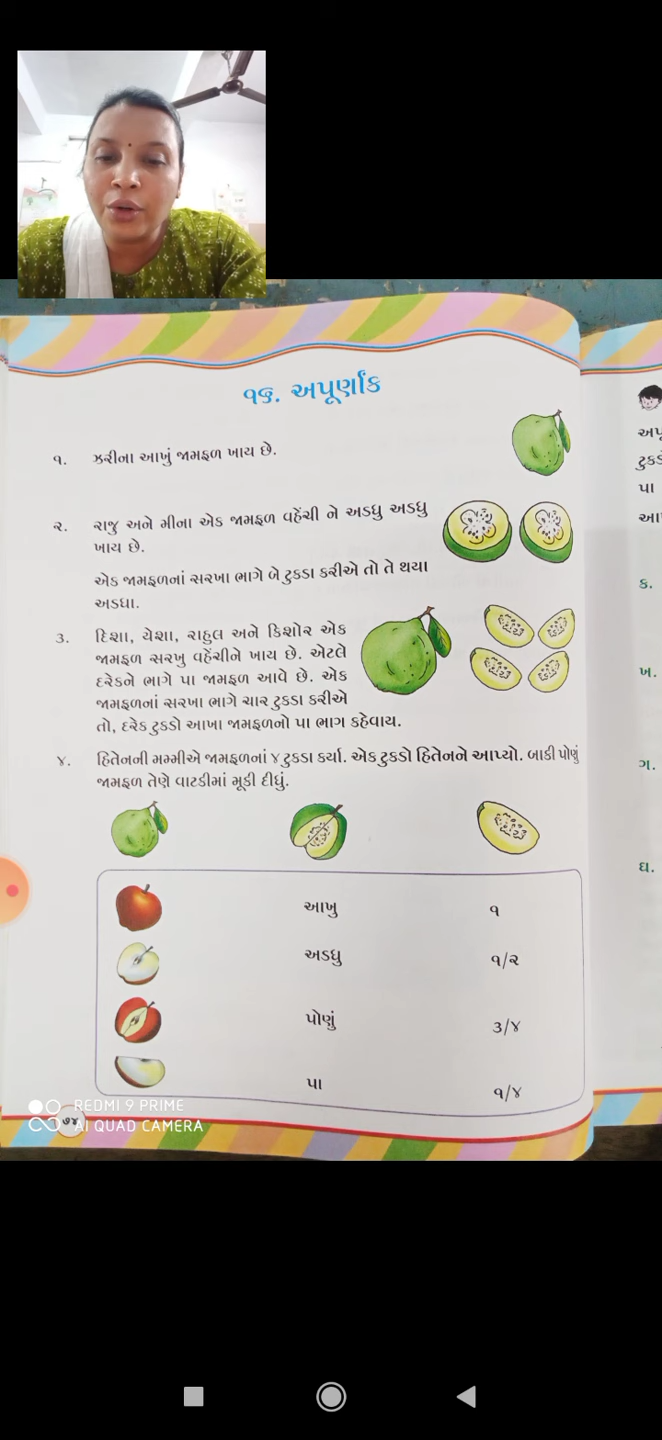 ૧૬. અપૂર્ણાંક
૧. ઝરીના આખું જામફળ ખાય છે.
૨. રાજુ અને મીના એક જામફળ વહેંચી ને અડધુ અડધુ
ખાય છે.
એક જામફળનાં સરખા ભાગે બે ટુકડા કરીએ તો તે થયા
અડધા.
૩. દિશા, યેશા, રાહુલ અને કિશોર એક
જામફળ સરખુ વહેંચીને ખાય છે. એટલે
દરેકને ભાગે પા જામફળ આવે છે. એક
જામફળનાં સરખા ભાગે ચાર ટુકડા કરીએ
તો, દરેક ટુકડો આખા જામફળનો પા ભાગ કહેવાય.
૪. હિતેનની મમ્મીએ જામફળનાં ૪ ટુકડા કર્યા. એક ટુકડો હિતેનને આપ્યો. બાકી પોણું
જામફળ તેણે વાટકીમાં મૂકી દીધું.
આખુ ૧
અડધુ ૧/૨
પોણું ૩/૪
પા ૧/૪
૭૪
REDMI 9 PRIME
AI QUAD CAMERA
પા
ક.
ખ.
ગ.
ઘ.